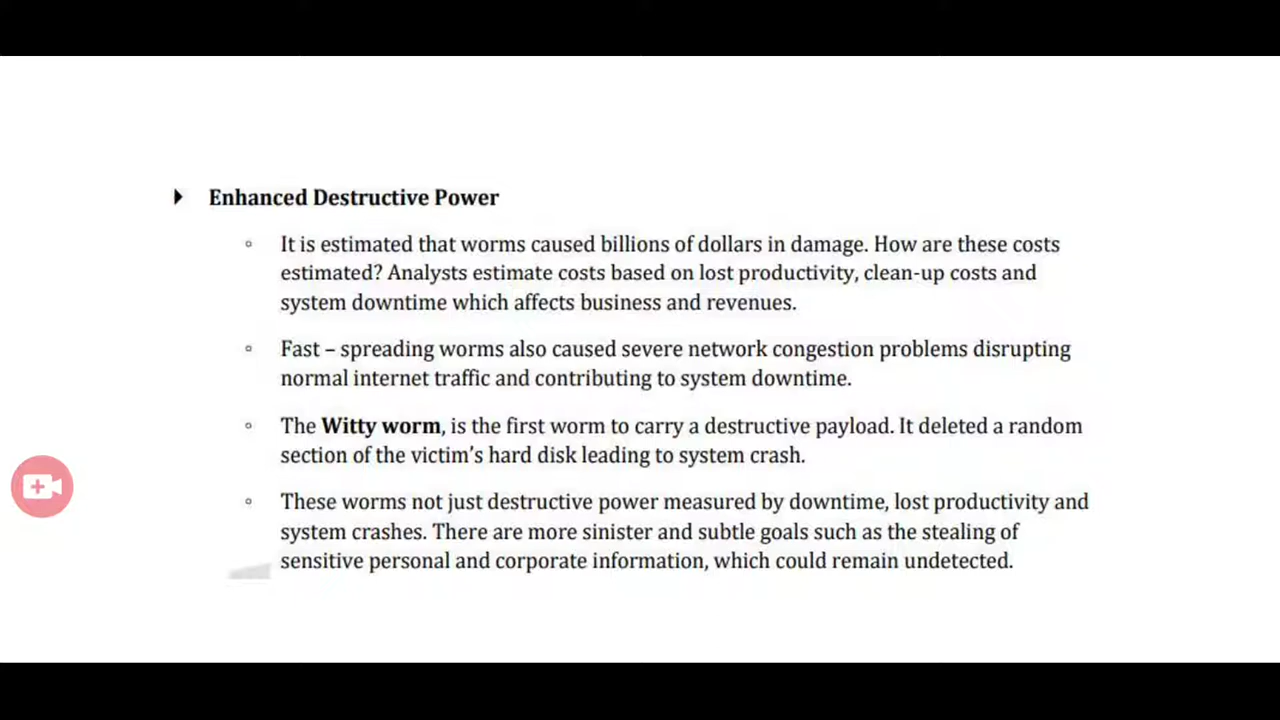 Enhanced Destructive Power
It is estimated that worms caused billions of dollars in damage. How are these costs
estimated? Analysts estimate costs based on lost productivity, clean-up costs and
system downtime which affects business and revenues.
Fast – spreading worms also caused severe network congestion problems disrupting
normal internet traffic and contributing to system downtime.
The Witty worm, is the first worm to carry a destructive payload. It deleted a random
section of the victim's hard disk leading to system crash.
These worms not just destructive power measured by downtime, lost productivity and
system crashes. There are more sinister and subtle goals such as the stealing of
sensitive personal and corporate information, which could remain undetected.